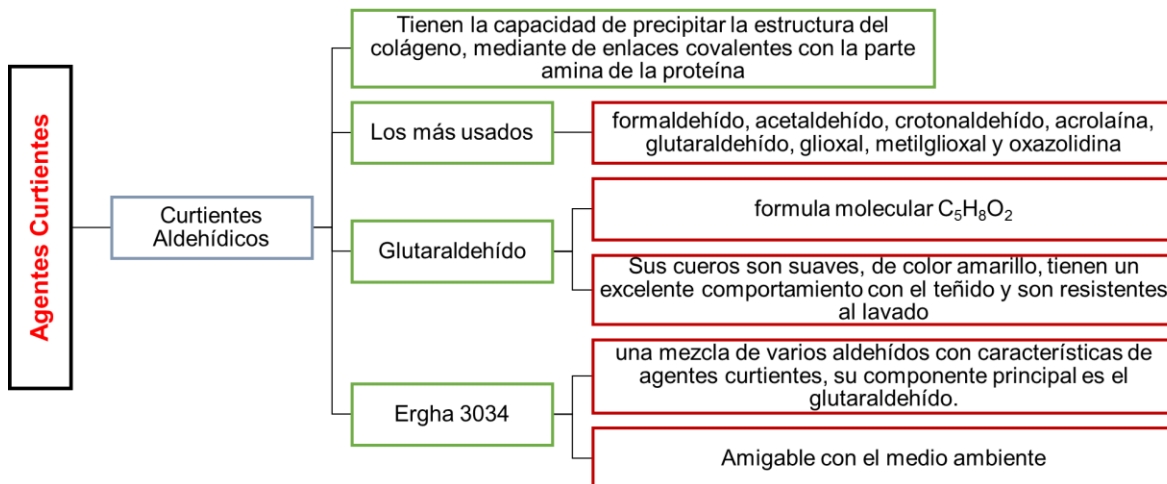 Agentes Curtientes
Curtientes
Aldehídicos
Tienen la capacidad de precipitar la estructura del
colágeno, mediante de enlaces covalentes con la parte
amina de la proteína
Los más usados
formaldehído, acetaldehído, crotonaldehído, acrolaína,
glutaraldehído, glioxal, metilglioxal y oxazolidina
Glutaraldehído
formula molecular C₅H₈O₂
Sus cueros son suaves, de color amarillo, tienen un
excelente comportamiento con el teñido y son resistentes
al lavado
Ergha 3034
una mezcla de varios aldehídos con características de
agentes curtientes, su componente principal es el
glutaraldehído.
Amigable con el medio ambiente